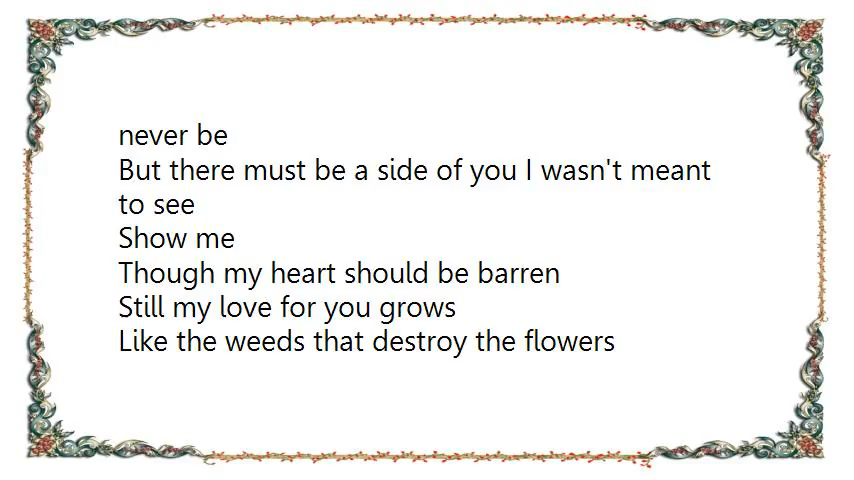 never be
But there must be a side of you I wasn't meant
to see
Show me
Though my heart should be barren
Still my love for you grows
Like the weeds that destroy the flowers